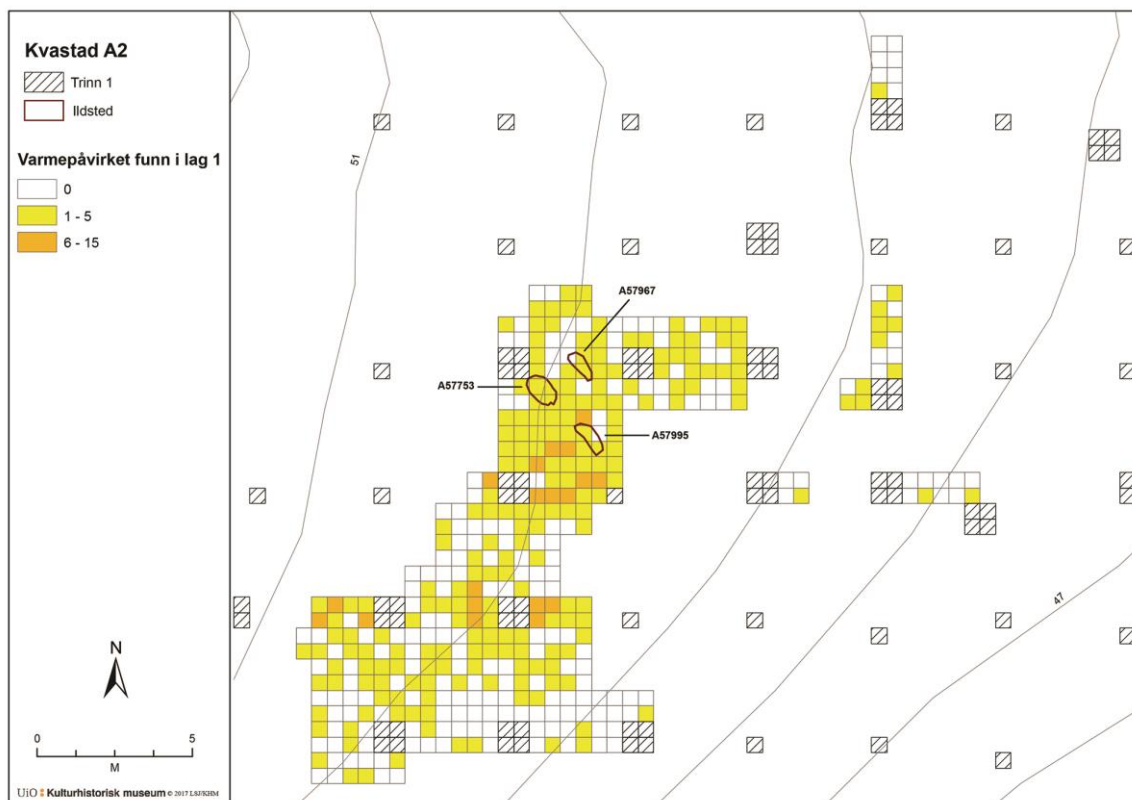 Kvastad A2
Trinn 1
Ildsted
Varmepåvirket funn i lag 1
0
1 - 5
6 - 15
N
0 5
M
UiO Kulturhistorisk museum © 2017 LSJ/KHM
51
A57967
A57753
A57995
47